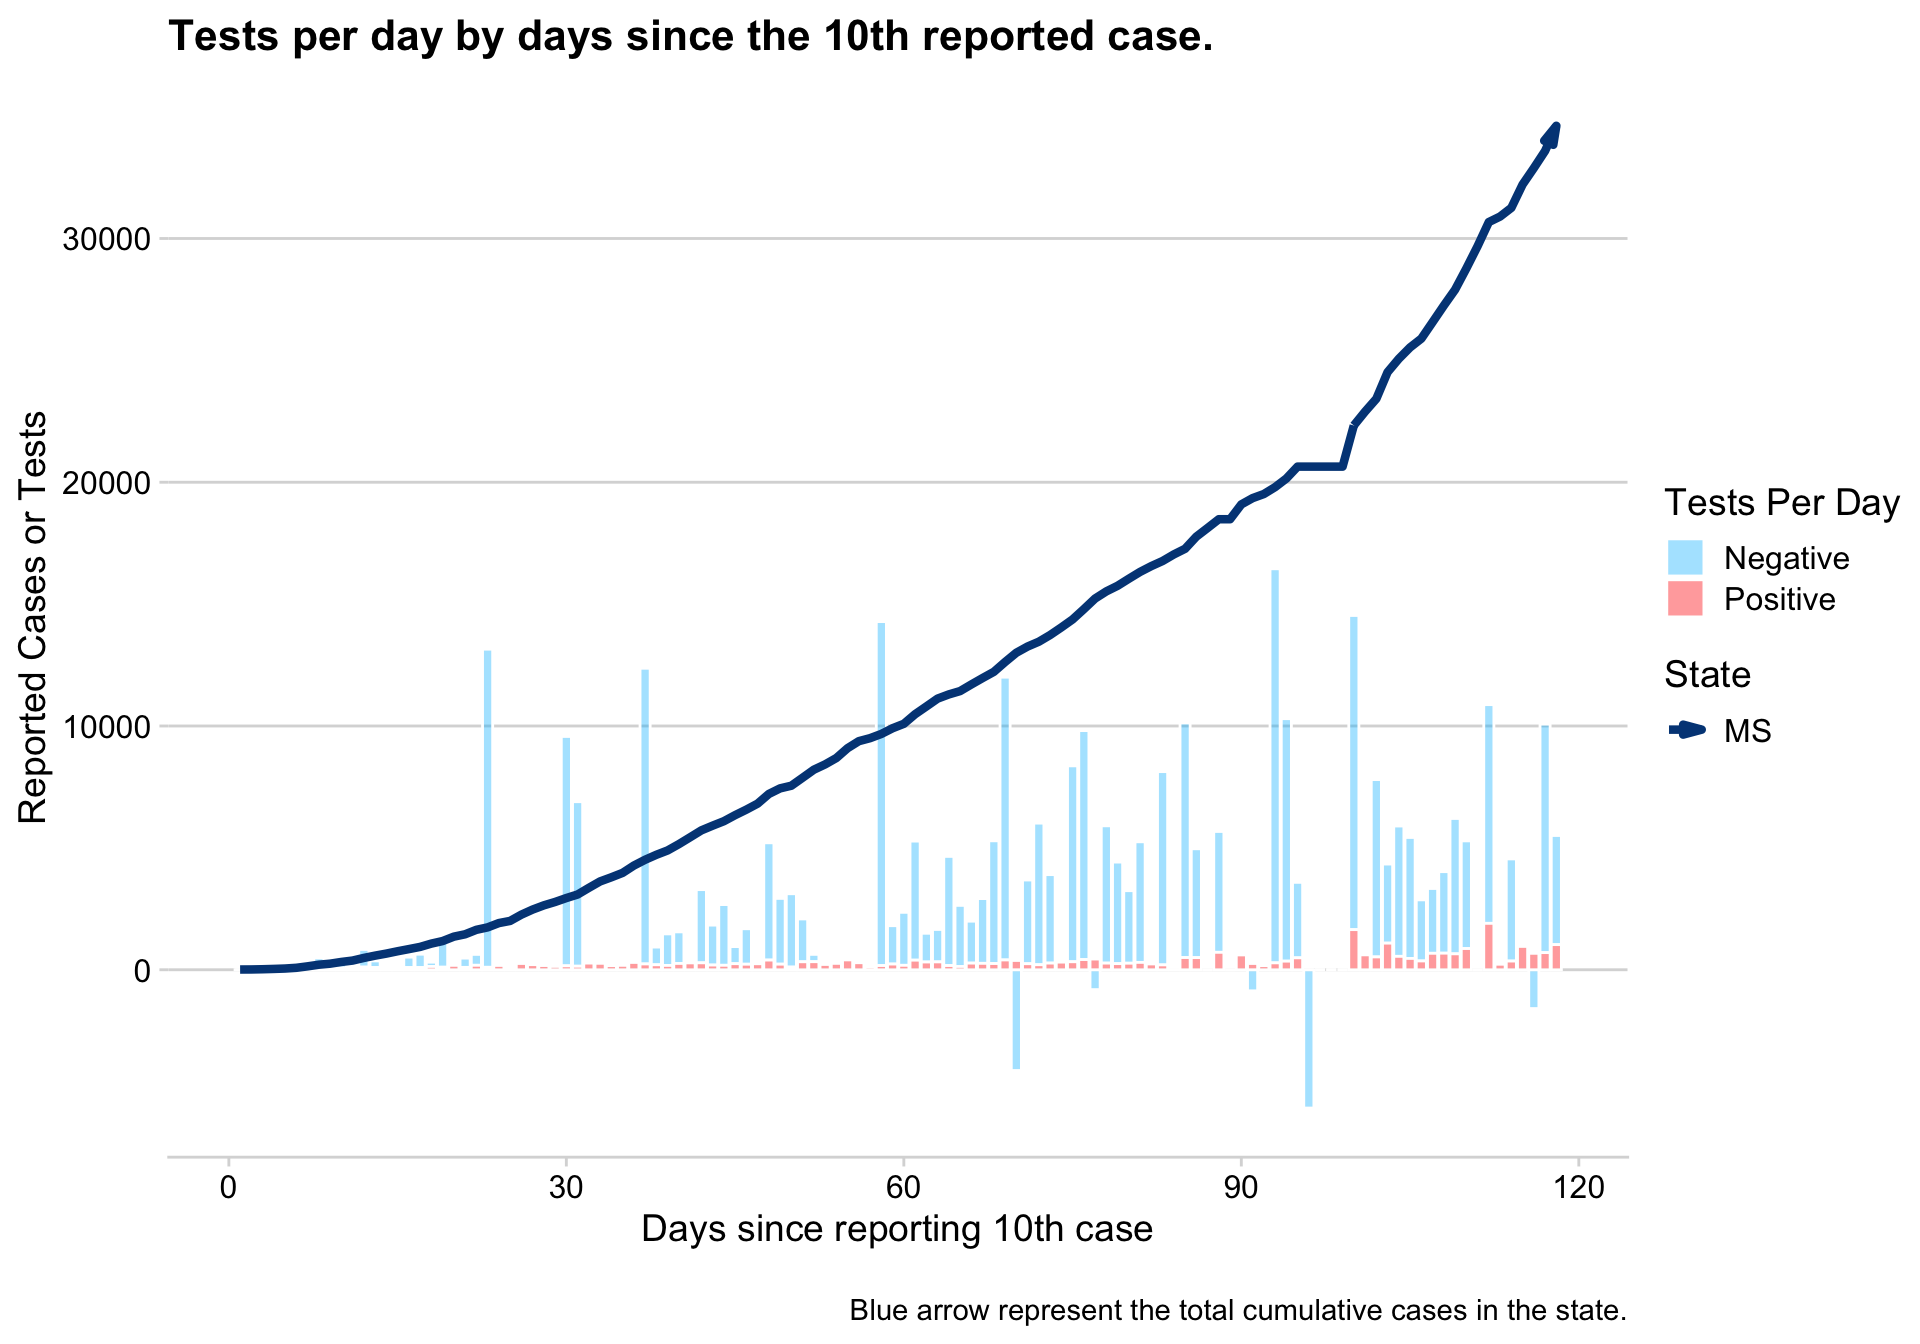 Tests per day by days since the 10th reported case.
Reported Cases or Tests
30000
20000
10000
0
0
30
60
90
120
Days since reporting 10th case
Tests Per Day
Negative
Positive
State
MS
Blue arrow represent the total cumulative cases in the state.